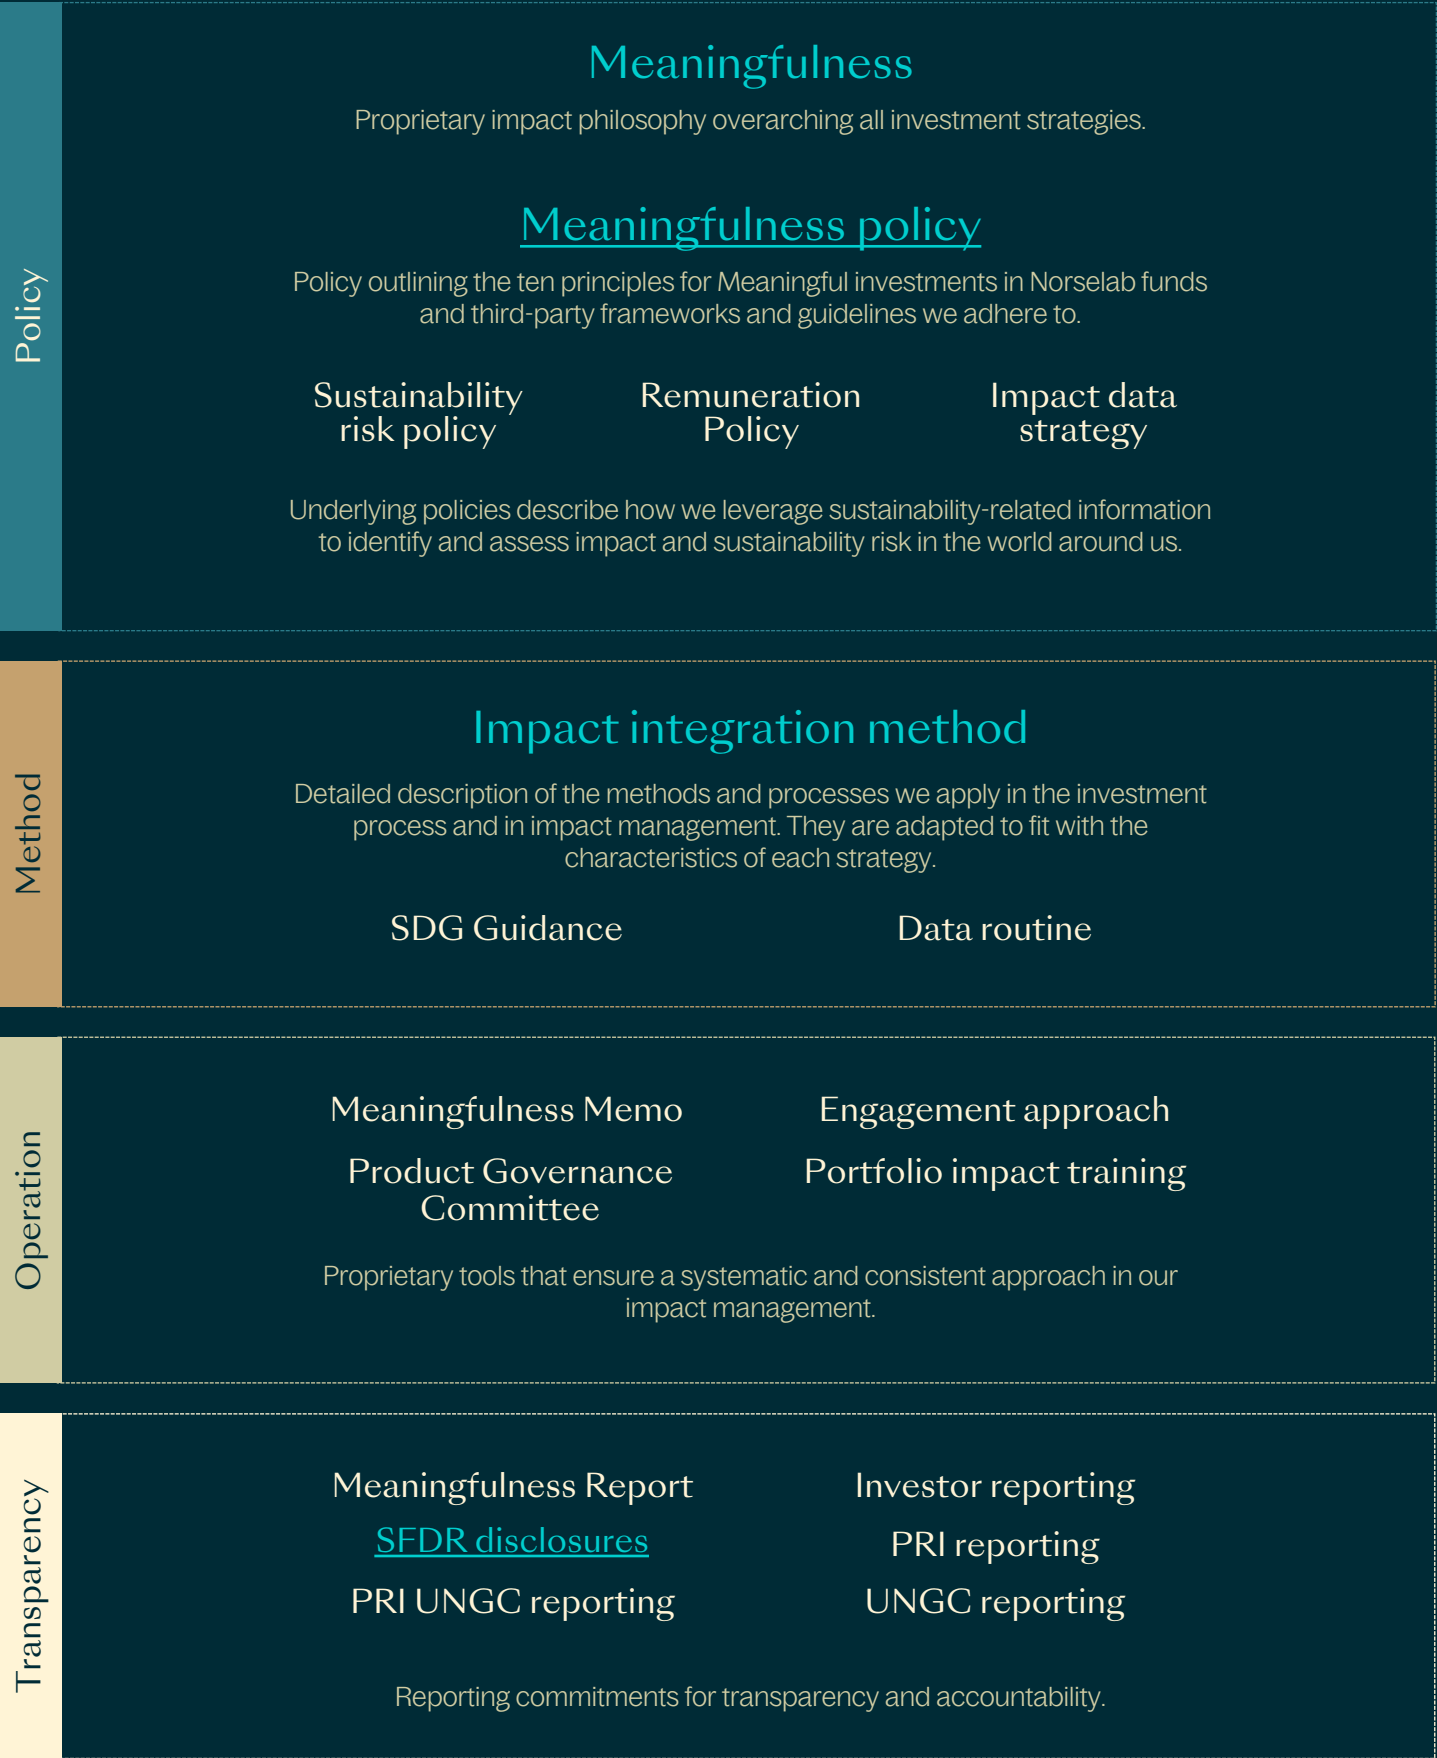 Policy
Meaningfulness
Proprietary impact philosophy overarching all investment strategies.
Meaningfulness policy
Policy outlining the ten principles for Meaningful investments in Norselab funds
and third-party frameworks and guidelines we adhere to.
Sustainability
risk policy
Remuneration
Policy
Impact data
strategy
Underlying policies describe how we leverage sustainability-related information
to identify and assess impact and sustainability risk in the world around us.
Method
Impact integration method
Detailed description of the methods and processes we apply in the investment
process and in impact management. They are adapted to fit with the
characteristics of each strategy.
SDG Guidance
Data routine
Operation
Meaningfulness Memo
Engagement approach
Product Governance
Committee
Portfolio impact training
Proprietary tools that ensure a systematic and consistent approach in our
impact management.
Transparency
Meaningfulness Report
Investor reporting
SFDR disclosures
PRI reporting
PRI UNGC reporting
UNGC reporting
Reporting commitments for transparency and accountability.